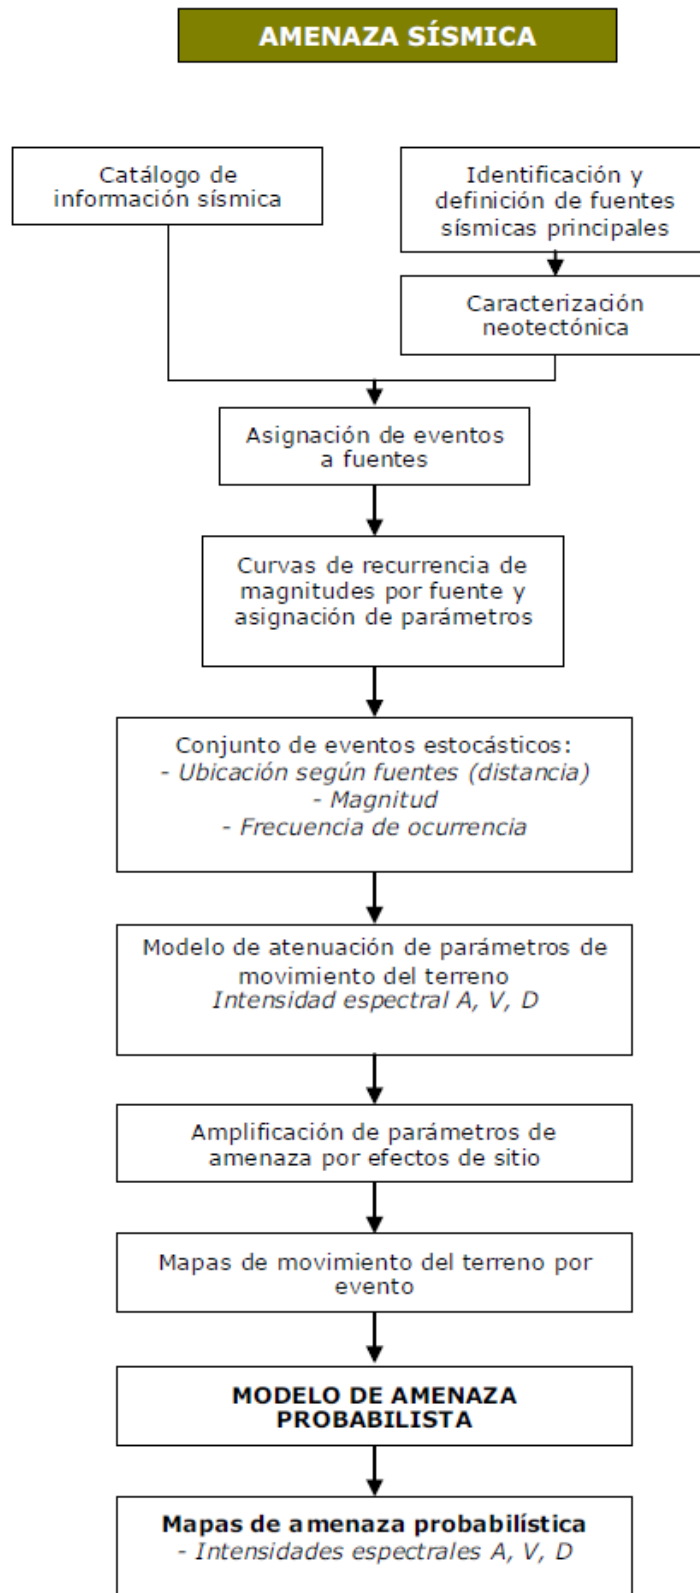 AMENAZA SÍSMICA
Catálogo de
información sísmica
Identificación y
definición de fuentes
sísmicas principales
Caracterización
neotectónica
Asignación de eventos
a fuentes
Curvas de recurrencia de
magnitudes por fuente y
asignación de parámetros
Conjunto de eventos estocásticos:
- Ubicación según fuentes (distancia)
- Magnitud
- Frecuencia de ocurrencia
Modelo de atenuación de parámetros de
movimiento del terreno
Intensidad espectral A, V, D
Amplificación de parámetros de
amenaza por efectos de sitio
Mapas de movimiento del terreno por
evento
MODELO DE AMENAZA
PROBABILISTA
Mapas de amenaza probabilística
- Intensidades espectrales A, V, D